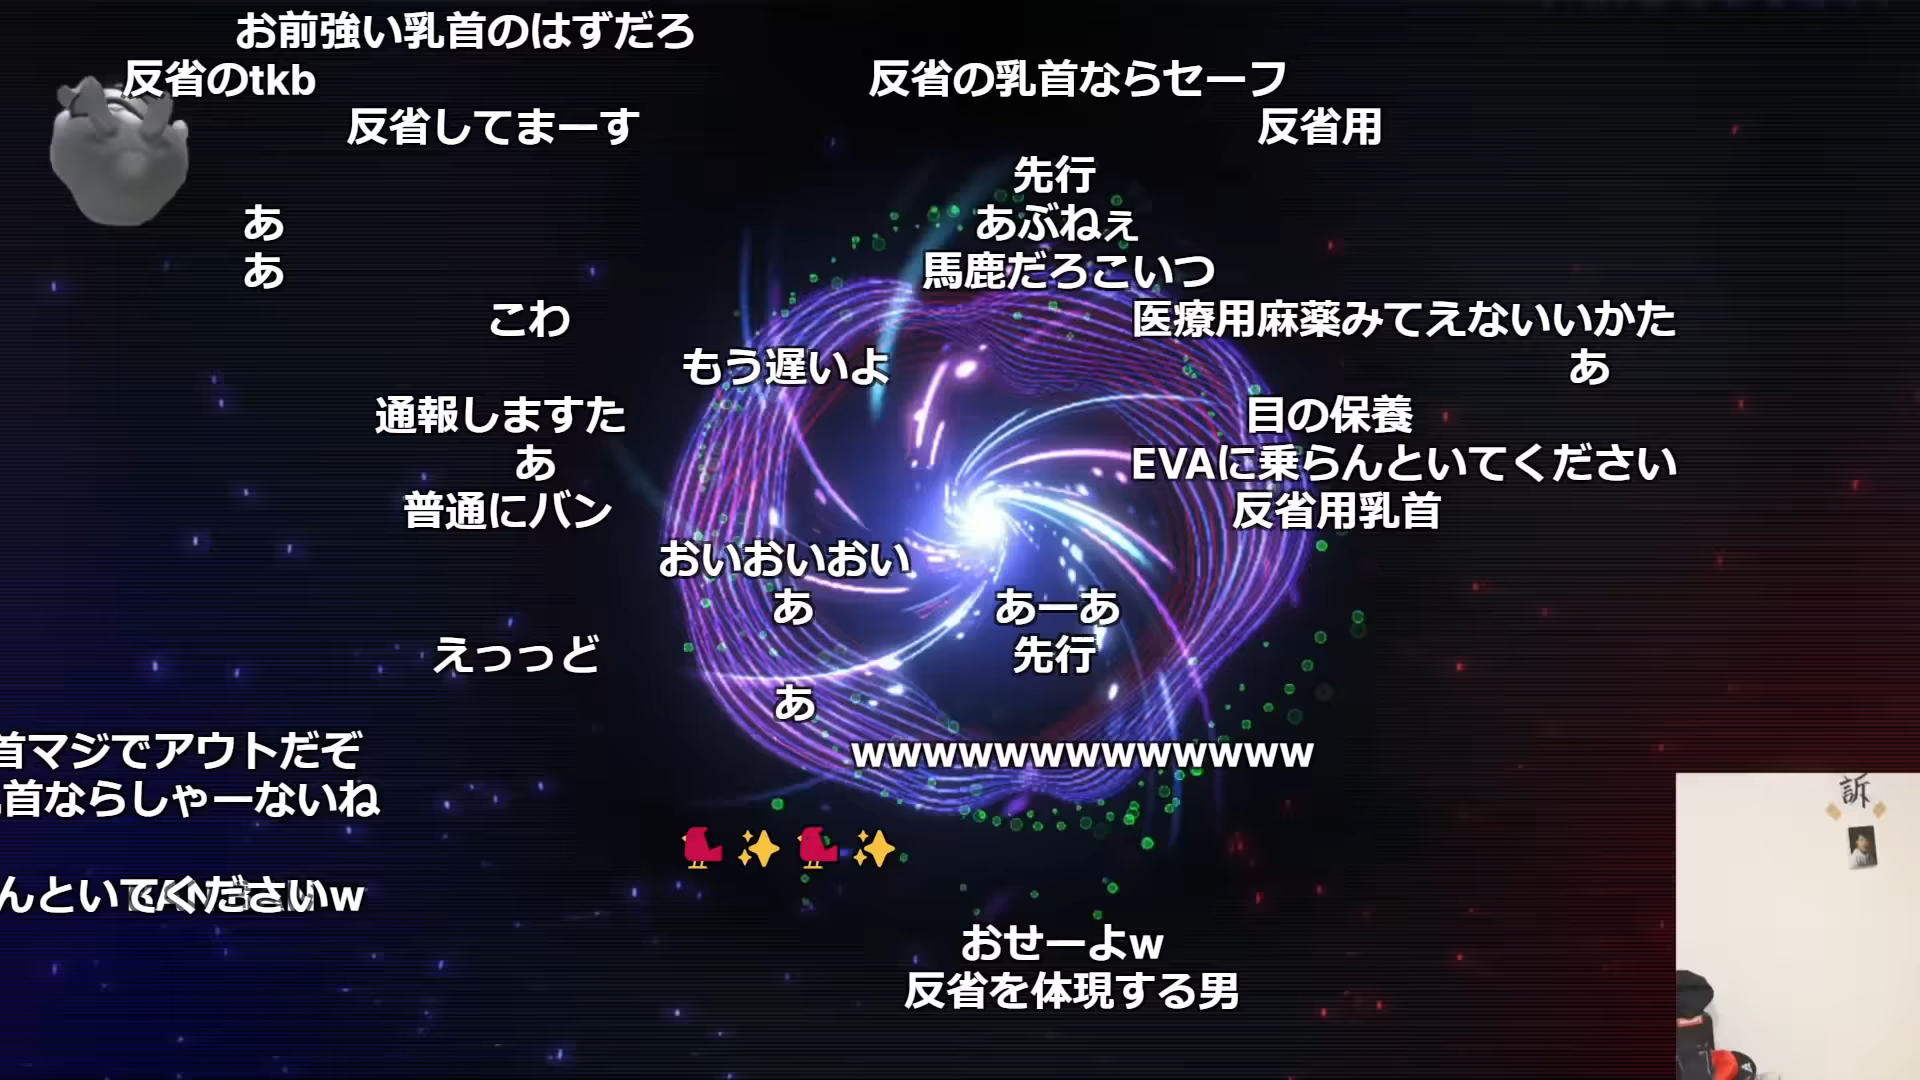 お前強い乳首のはずだろ
反省のtkb
反省の乳首ならセーフ
反省してまーす
反省用
先行
あ
あぶねぇ
あ
馬鹿だろこいつ
こわ
医療用麻薬みてえないいかた
もう遅いよ
あ
通報しますた
目の保養
あ
EVAに乗らんといてください
普通にバン
反省用乳首
おいおいおい
あ
あーあ
えっっど
先行
あ
首マジでアウトだぞ
wwwwwwwwwwwww
首ならしゃーないね
訴
んといてくださいw
おせーよw
反省を体現する男